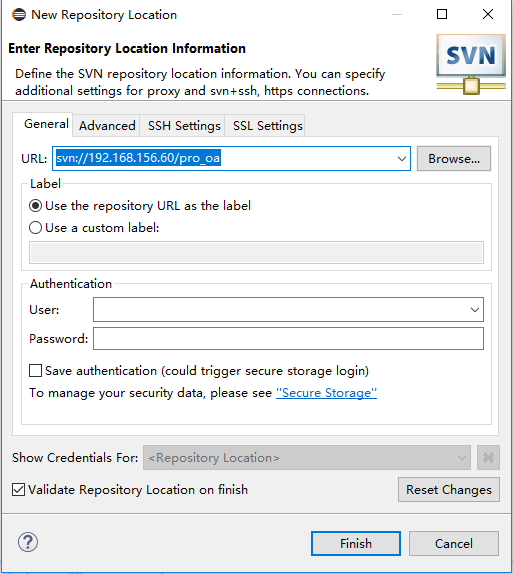 New Repository Location
Enter Repository Location Information
Define the SVN repository location information. You can specify
additional settings for proxy and svn+ssh, https connections.
SVN
General Advanced SSH Settings SSL Settings
URL: svn://192.168.156.60/pro_oa Browse...
Label
Use the repository URL as the label
Use a custom label:
Authentication
User:
Password:
Save authentication (could trigger secure storage login)
To manage your security data, please see "Secure Storage"
Show Credentials For: <Repository Location>
Validate Repository Location on finish Reset Changes
? Finish Cancel